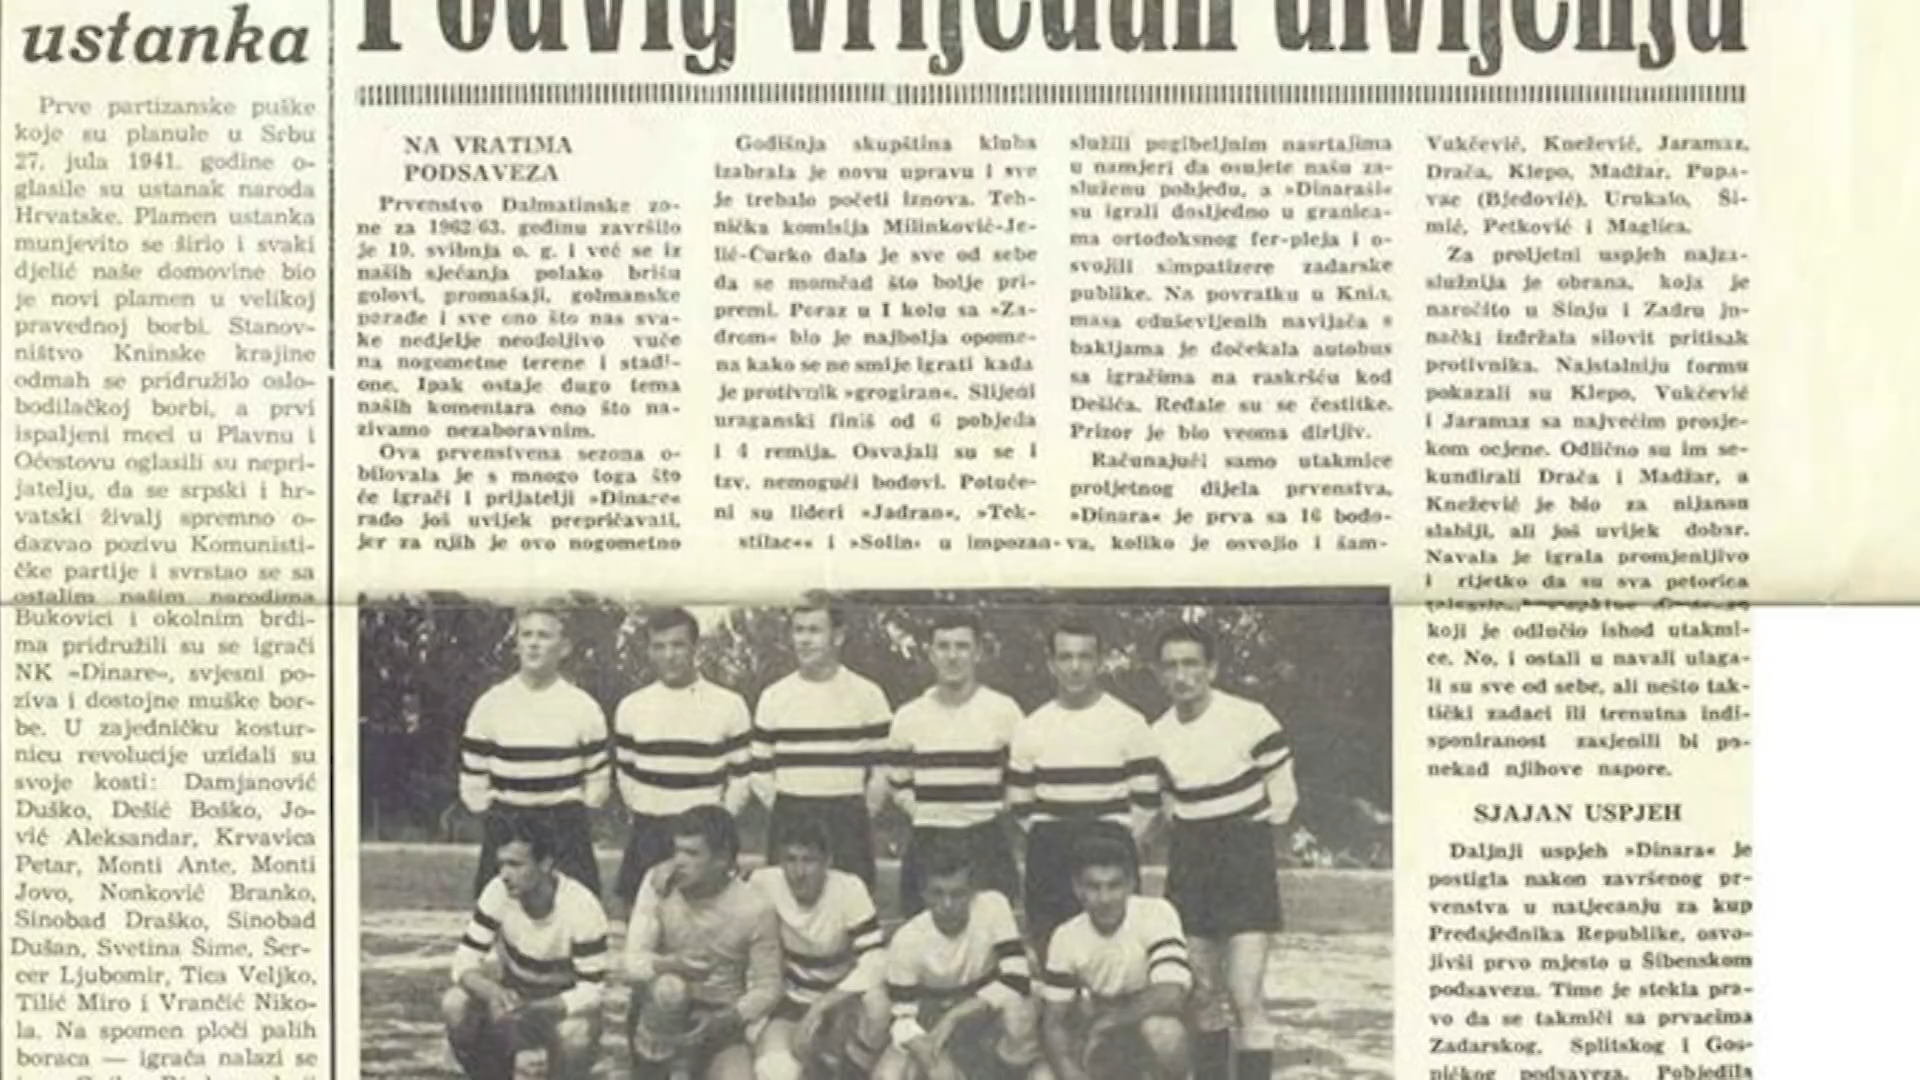 ustanka
Prve partizanske puške
koje su planule u Srbu
27. jula 1941. godine o-
glasile su ustanak naroda
Hrvatske. Plamen ustanka
munjevito se širio i svaki
djelić naše domovine bio
je novi plamen u velikoj
pravednoj borbi. Stanov-
ništvo Kninske krajine
odmah se pridružilo oslo-
bodilačkoj borbi, a prvi
ispaljeni meci u Plavnu i
Oćestovu oglasili su nepri-
jatelju, da se srpski i hr-
vatski živalj spremno o-
dazvao pozivu Komunisti-
čke partije i svrstao se sa
ostalim našim narodima
Bukovici i okolnim brdi-
ma pridružili su se igrači
NK »Dinare«, svjesni po-
ziva i dostojne muške bor-
be. U zajedničku kostur-
nicu revolucije uzidali su
svoje kosti: Damjanović
Duško, Dešić Boško, Jo-
vić Aleksandar, Krvavica
Petar, Monti Ante, Monti
Jovo, Nonković Branko,
Sinobad Draško, Sinobad
Dušan, Svetina Šime, Šer-
cer Ljubomir, Tica Veljko,
Tilić Miro i Vrančić Niko-
la. Na spomen ploči palih
boraca — igrača nalazi se
Podvig vrijedan divljenja
NA VRATIMA
PODSAVEZA
Prvenstvo Dalmatinske zo-
ne za 1962/63. godinu završilo
je 19. svibnja o. g. i već se iz
naših sjećanja polako brišu
golovi, promašaji, golmanske
parade i sve ono što nas sva-
ke nedjelje neodoljivo vuče
na nogometne terene i stadi-
one. Ipak ostaje dugo tema
naših komentara ono što na-
zivamo nezaboravnim.
Ova prvenstvena sezona o-
bilovala je s mnogo toga što
će igrači i prijatelji »Dinare«
rado još uvijek prepričavati,
jer za njih je ovo nogometno
Godišnja skupština kluba
izabrala je novu upravu i sve
je trebalo početi iznova. Teh-
nička komisija Milinković-Je-
lić-Ćurko dala je sve od sebe
da se momčad što bolje pri-
premi. Poraz u I kolu sa »Za-
drom« bio je najbolja opome-
na kako se ne smije igrati kada
je protivnik »grogiran«. Slijedi
uraganski finiš od 6 pobjeda
i 4 remija. Osvajali su se i
tzv. nemogući bodovi. Potuče-
ni su lideri »Jadran«, »Tek-
stilac«« i »Solin« u impozan-
služili pogibeljnim nasrtajima
u namjeri da osujete našu za-
služenu pobjedu, a »Dinaraši«
su igrali dosljedno u granica-
ma ortodoksnog fer-pleja i o-
svojili simpatizere zadarske
publike. Na povratku u Knin,
masa oduševljenih navijača s
bakljama je dočekala autobus
sa igračima na raskršću kod
Dešića. Ređale su se čestitke.
Prizor je bio veoma dirljiv.
Računajući samo utakmice
proljetnog dijela prvenstva,
»Dinara« je prva sa 16 bodo-
va, koliko je osvojio i šam-
Vukčević, Knežević, Jaramaz,
Drača, Klepo, Madžar, Pupa-
vac (Bjedović), Urukalo, Ši-
mić, Petković i Maglica.
Za proljetni uspjeh najza-
služnija je obrana, koja je
naročito u Sinju i Zadru ju-
nački izdržala silovit pritisak
protivnika. Najstalniju formu
pokazali su Klepo, Vukčević
i Jaramaz sa najvećim prosje-
kom ocjene. Odlično su im se-
kundirali Drača i Madžar, a
Knežević je bio za nijansu
slabiji, ali još uvijek dobar.
Navala je igrala promjenljivo
i rijetko da su sva petorica
koji je odlučio ishod utakmi-
ce. No, i ostali u navali ulaga-
li su sve od sebe, ali nešto tak-
tički zadaci ili trenutna indi-
sponiranost zasjenili bi po-
nekad njihove napore.
SJAJAN USPJEH
Daljnji uspjeh »Dinara« je
postigla nakon završenog pr-
venstva u natjecanju za kup
Predsjednika Republike, osvo-
jivši prvo mjesto u Šibenskom
podsavezu. Time je stekla pra-
vo da se takmiči sa prvacima
Zadarskog, Splitskog i Gos-
pićkog podsaveza. Pobjedila